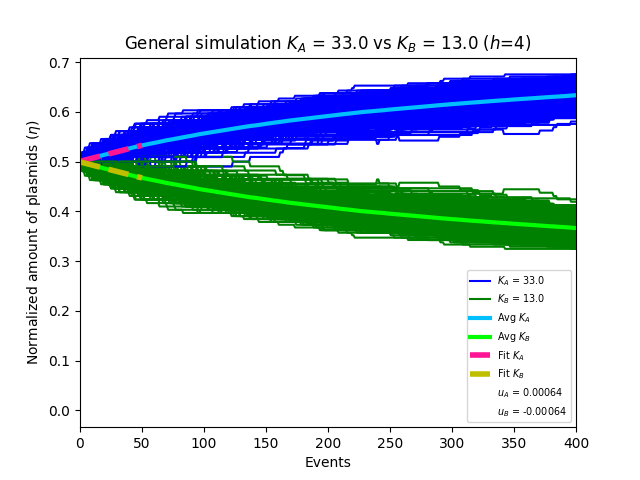 General simulation K_A = 33.0 vs K_B = 13.0 (h=4)
Normalized amount of plasmids (η)
0.7
0.6
0.5
0.4
0.3
0.2
0.1
0.0
K_A = 33.0
K_B = 13.0
Avg K_A
Avg K_B
Fit K_A
Fit K_B
u_A = 0.00064
u_B = -0.00064
0 50 100 150 200 250 300 350 400
Events